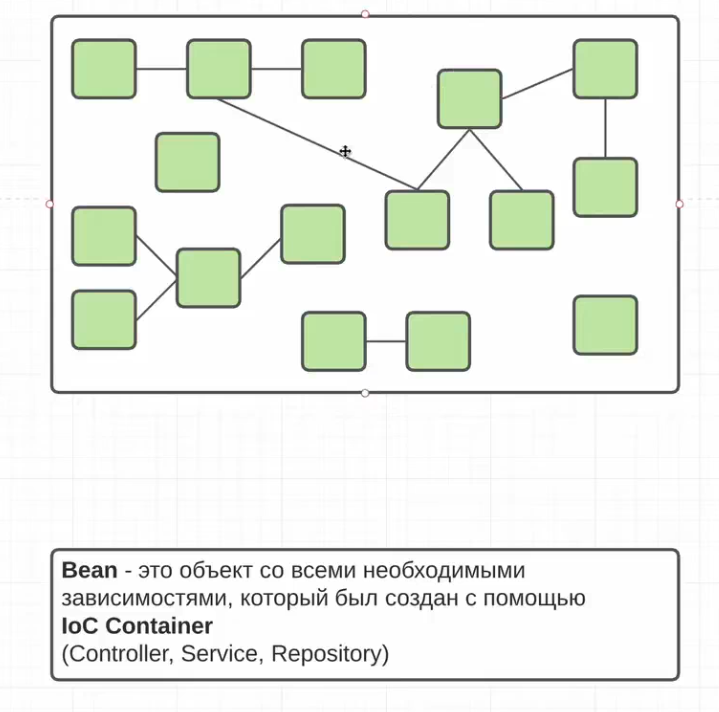 Bean - это объект со всеми необходимыми
зависимостями, который был создан с помощью
IoC Container
(Controller, Service, Repository)